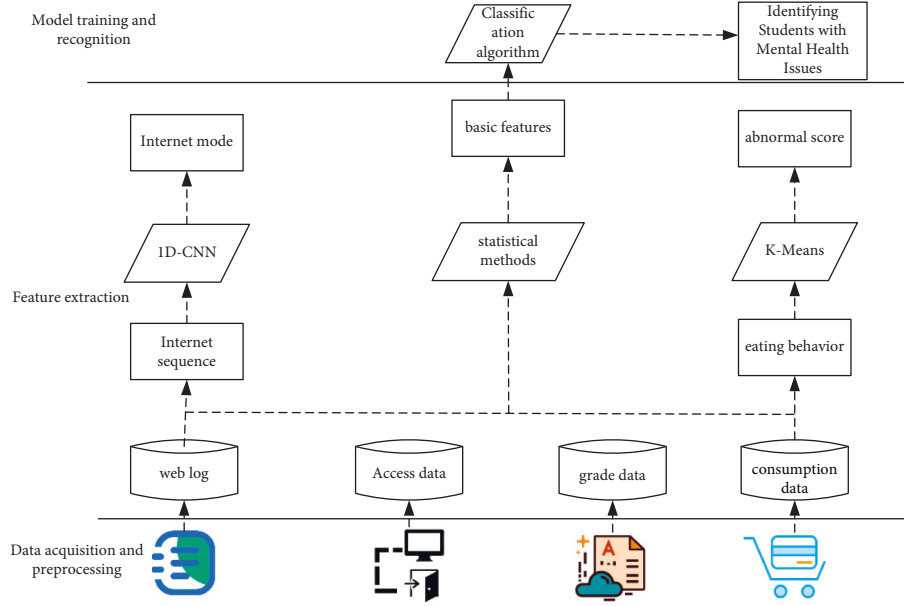 Model training and
recognition
Classific
ation
algorithm
Identifying
Students with
Mental Health
Issues
Internet mode
basic features
abnormal score
1D-CNN
statistical
methods
K-Means
Feature extraction
Internet
sequence
eating behavior
web log
Access data
grade data
consumption
data
Data acquisition and
preprocessing
A